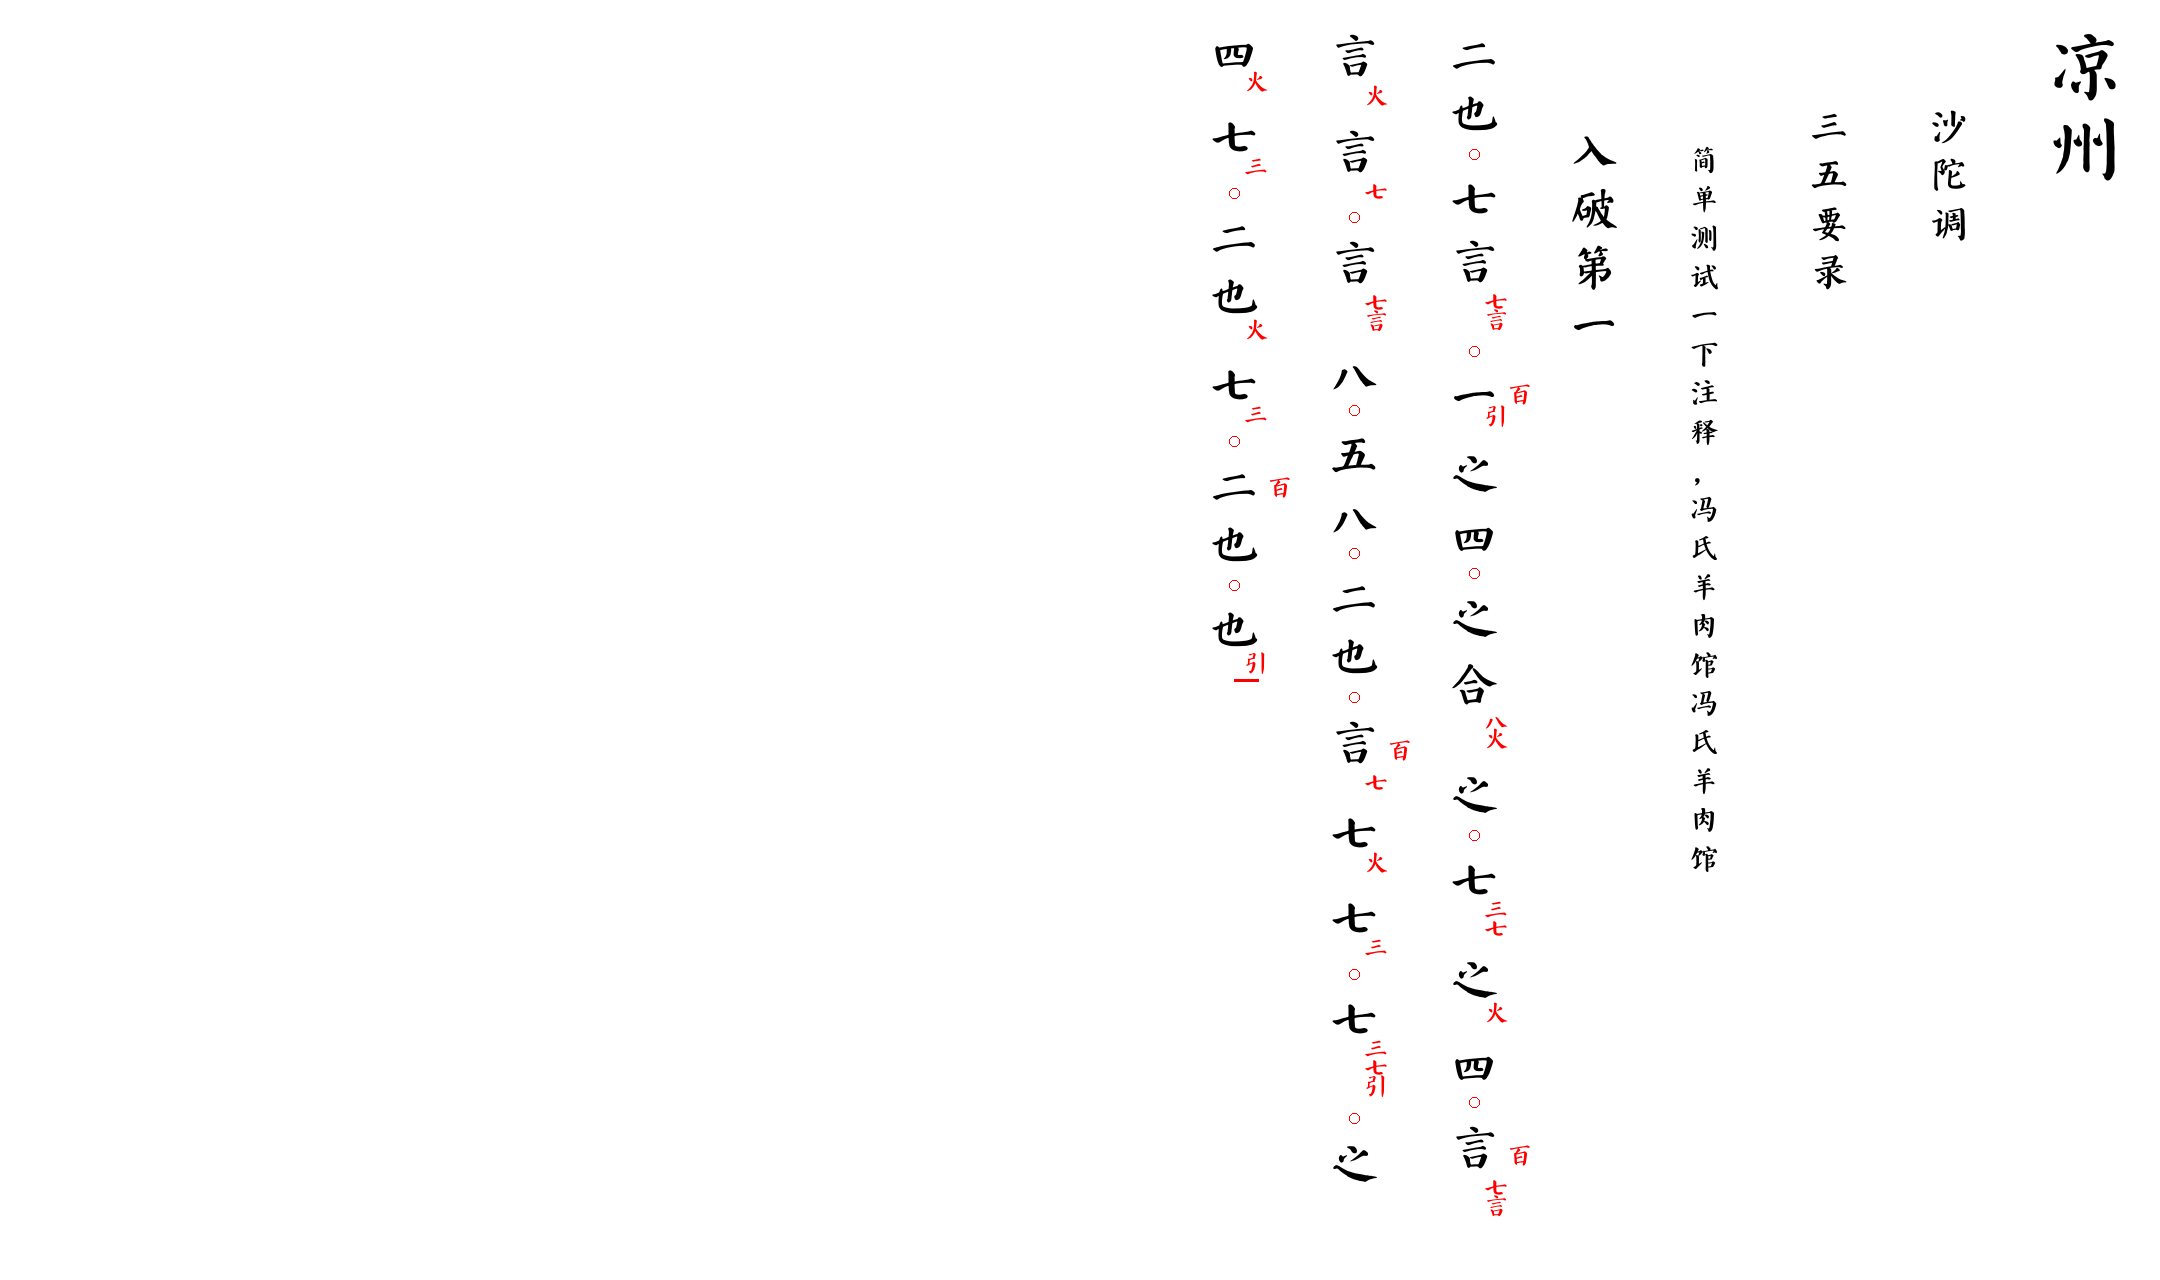 凉州
沙陀调
三五要录
简单测试一下注释，冯氏羊肉馆冯氏羊肉馆
入破第一
二也○七言七言○一百引之四○之合八火之○七三七之火四○言百七言
言火言七○言七言八○五八○二也○言百七七火七三○七三七引○之
四火七三○二也火七三○二百也○也引